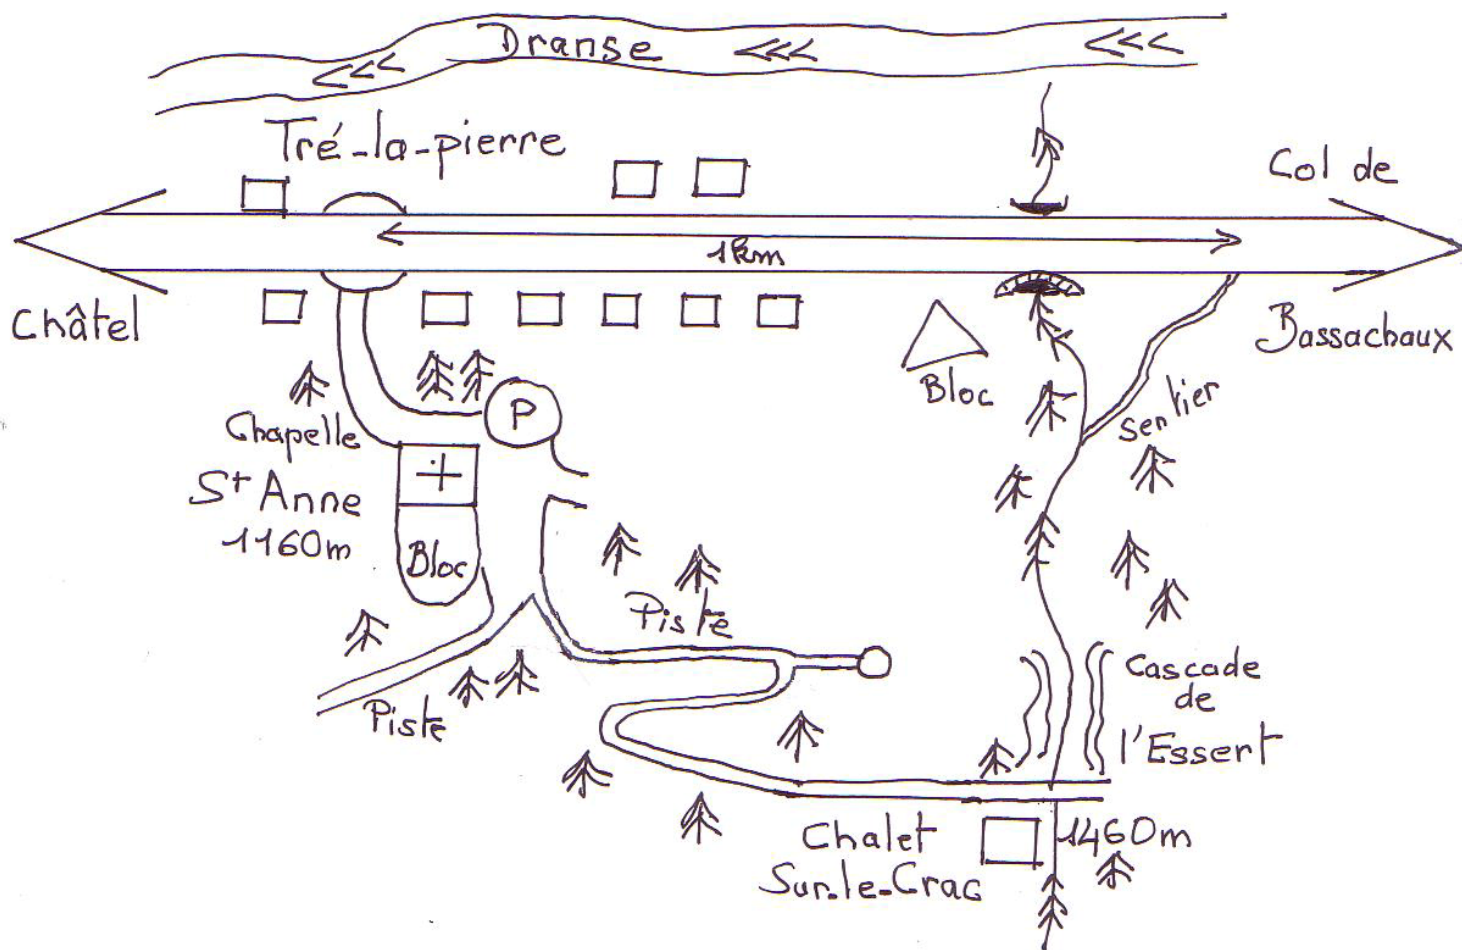 Dranse
Tré-la-pierre
Col de
1km
Châtel
Bassachaux
Bloc
sentier
P
Chapelle
St Anne
1160m
Bloc
Piste
Piste
Cascade
de
l'Essert
Chalet
Sur-le-Crac
1460m